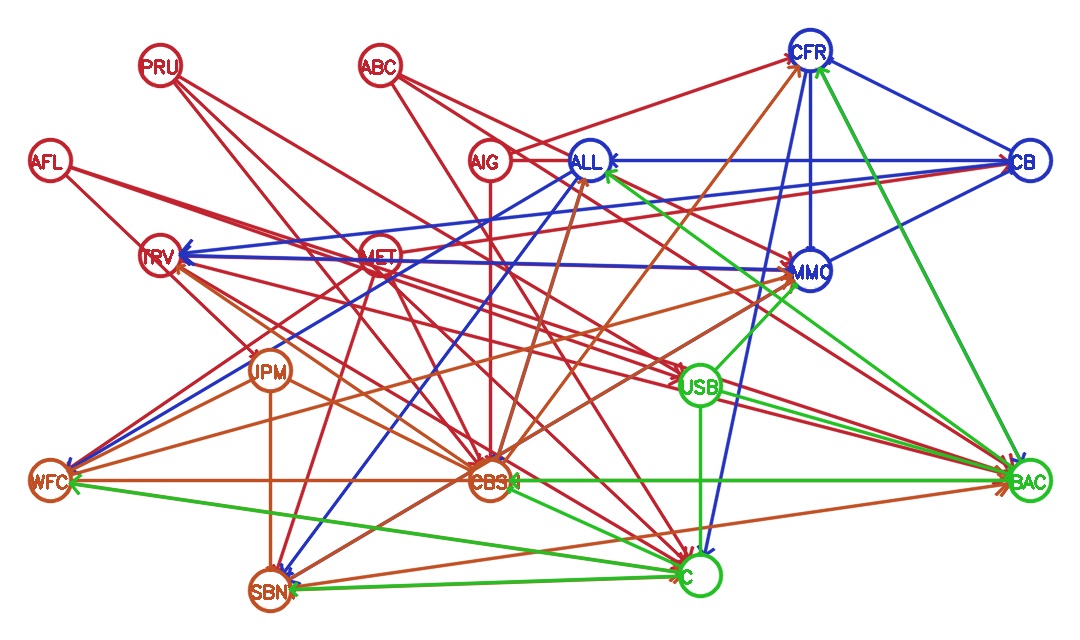 CFR
PRU
ABC
AFL
AIG
ALL
CB
TRV
MET
MMC
JPM
USB
WFC
CBS
BAC
SBN
C